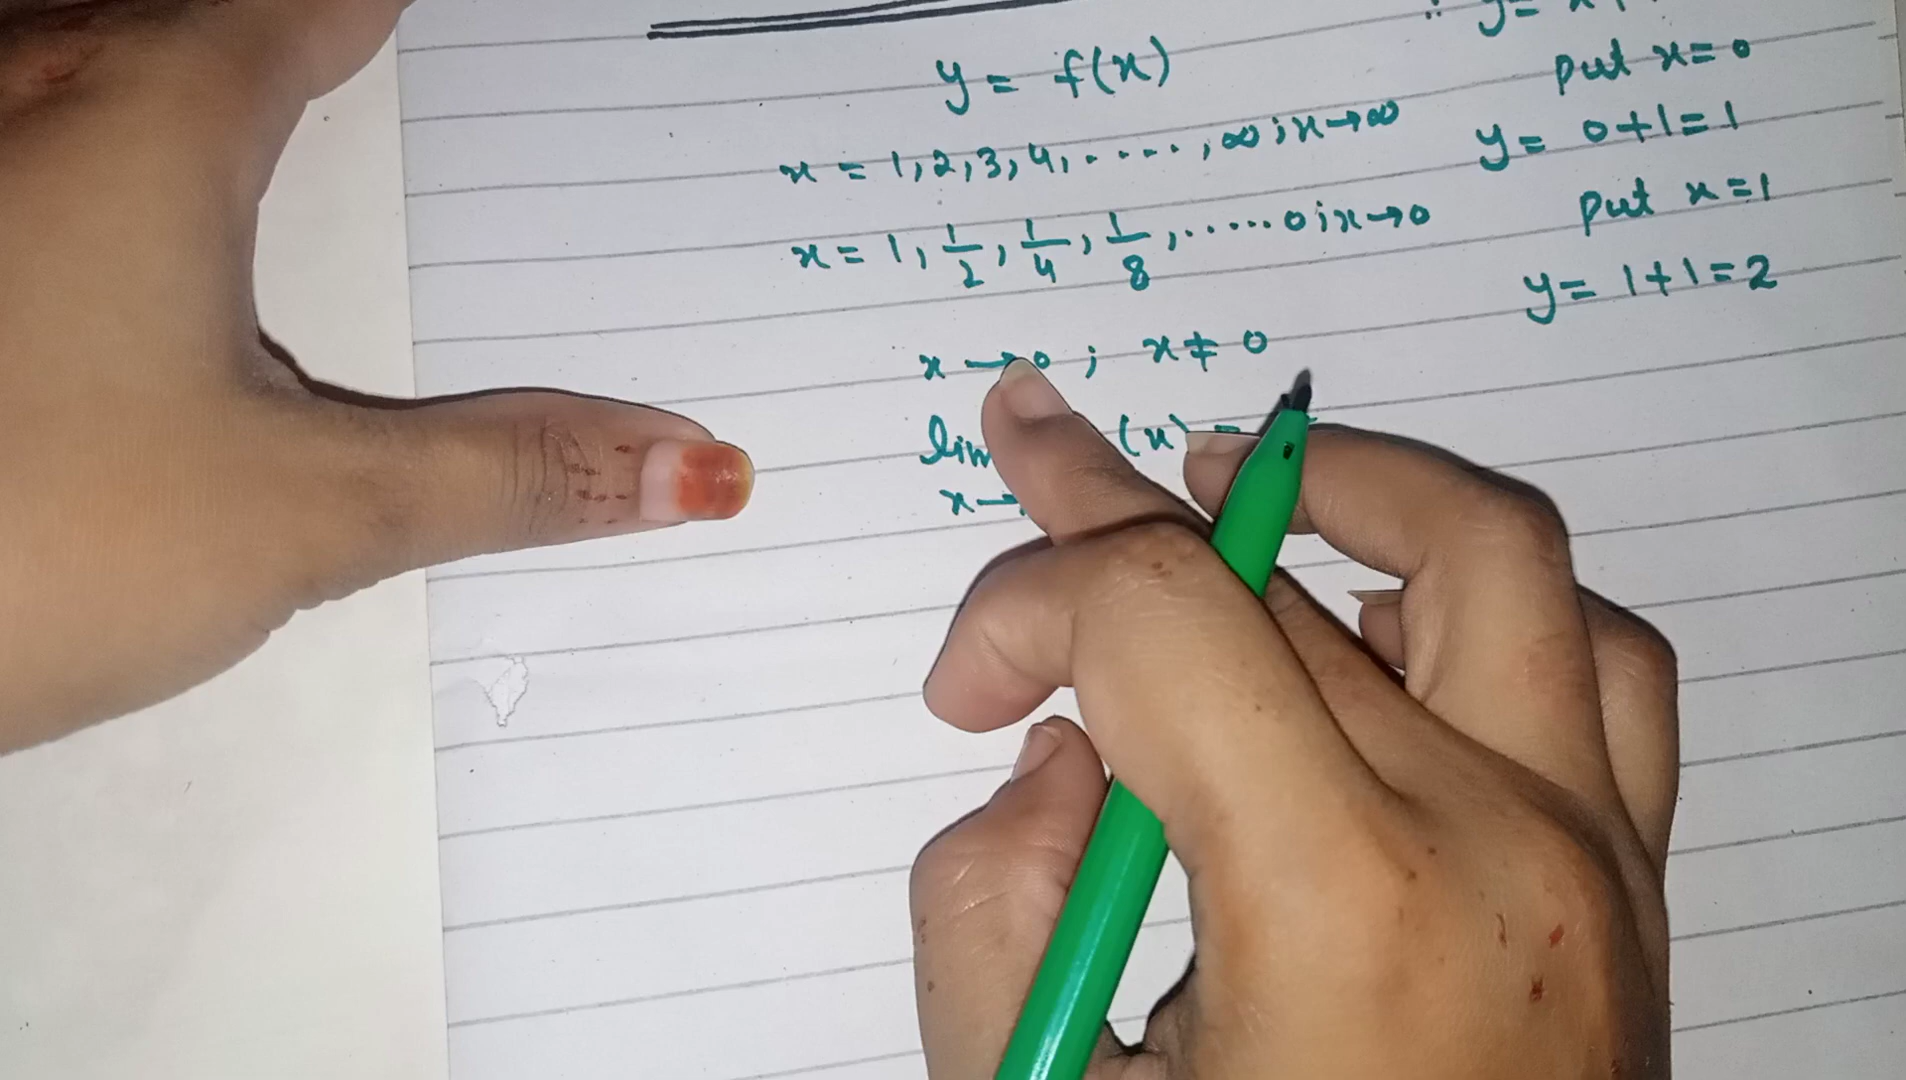 y = f(x)
x = 1, 2, 3, 4, ....., ∞ ; x→∞
x = 1, 1/2, 1/4, 1/8, ...... 0 ; x→0
x → 0 ; x ≠ 0
lim (x) =
x →
∴ y =
put x = 0
y = 0+1 = 1
put x = 1
y = 1+1 = 2